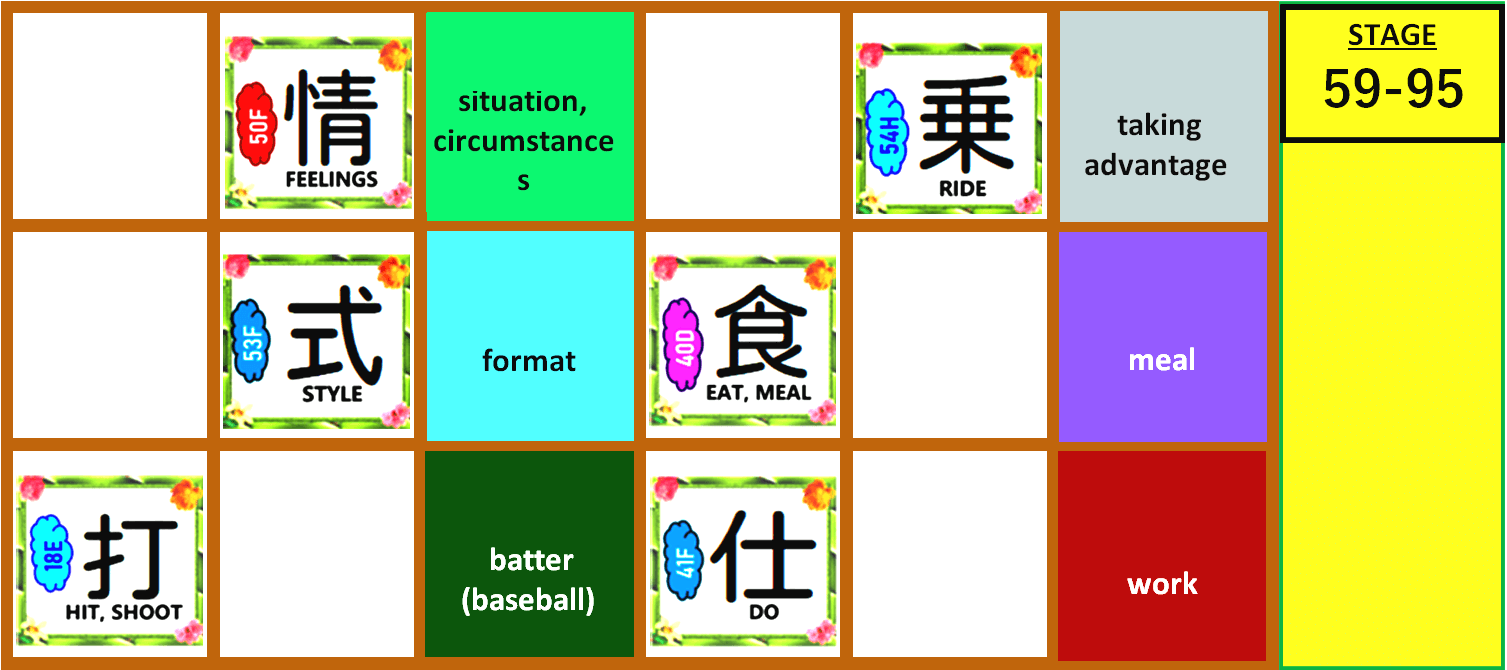 50F
情
FEELINGS
situation,
circumstance
s
54H
乗
RIDE
taking
advantage
STAGE
59-95
53F
式
STYLE
format
40D
食
EAT, MEAL
meal
18E
打
HIT, SHOOT
batter
(baseball)
41F
仕
DO
work